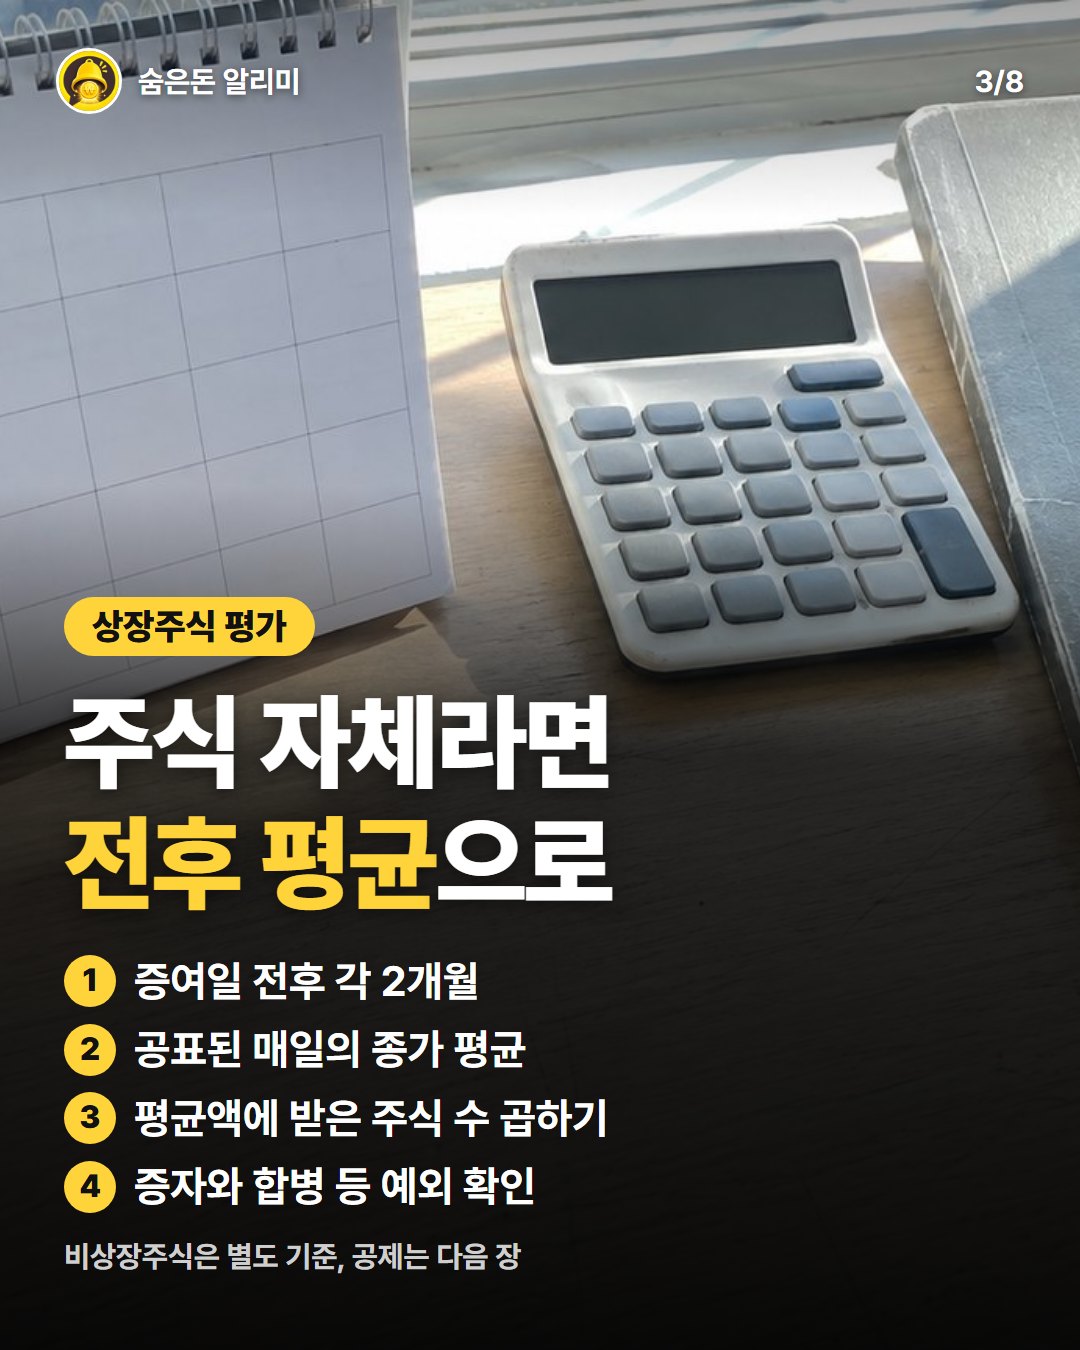 숨은돈 알리미
3/8
상장주식 평가
주식 자체라면
전후 평균으로
1 증여일 전후 각 2개월
2 공표된 매일의 종가 평균
3 평균액에 받은 주식 수 곱하기
4 증자와 합병 등 예외 확인
비상장주식은 별도 기준, 공제는 다음 장